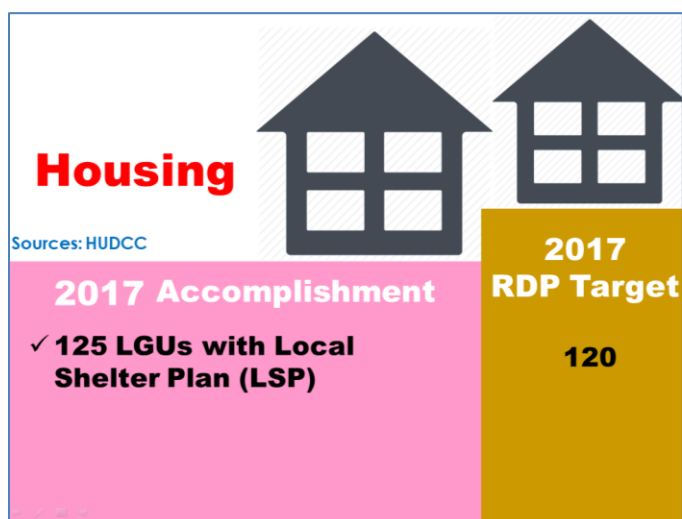 Housing
Sources: HUDCC
2017 Accomplishment
✓ 125 LGUs with Local
Shelter Plan (LSP)
2017
RDP Target
120